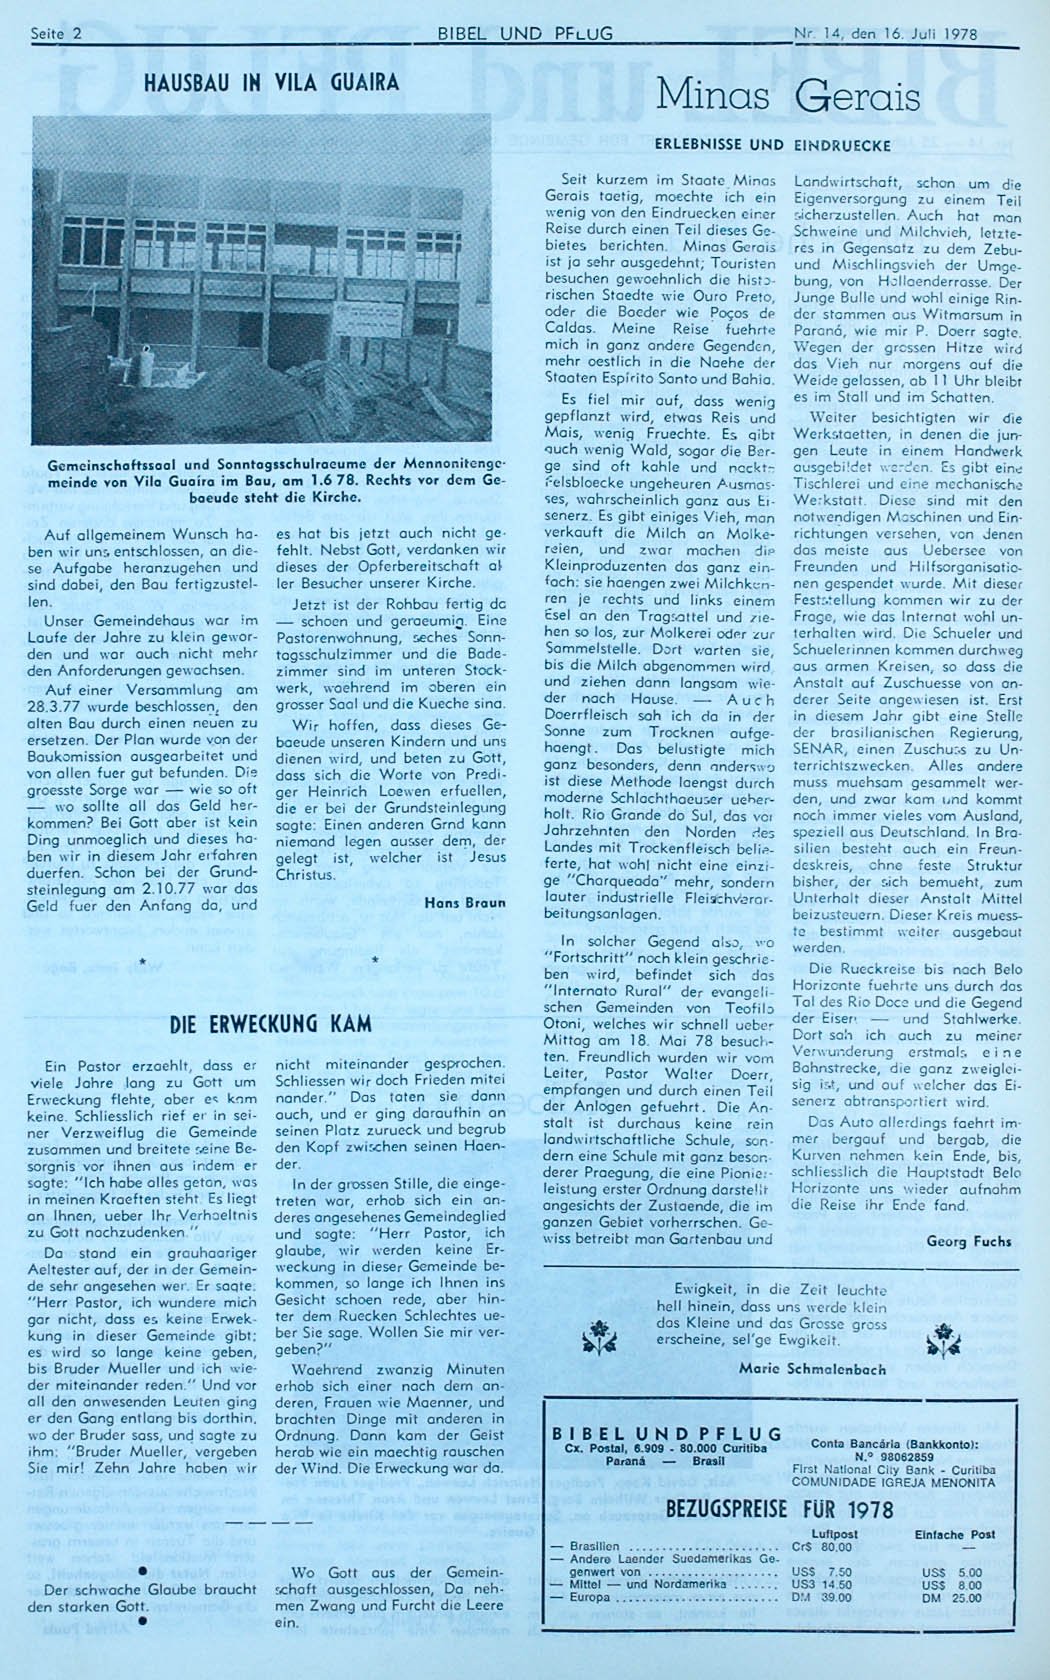 Seite 2
BIBEL UND PFLUG
Nr. 14, den 16. Juli 1978
HAUSBAU IN VILA GUAIRA
Gemeinschaftssaal und Sonntagsschulraeume der Mennonitenge-
meinde von Vila Guaíra im Bau, am 1.6 78. Rechts vor dem Ge-
baeude steht die Kirche.
Auf allgemeinem Wunsch ha-
ben wir uns entschlossen, an die-
se Aufgabe heranzugehen und
sind dabei, den Bau fertigzustel-
len.
Unser Gemeindehaus war im
Laufe der Jahre zu klein gewor-
den und war auch nicht mehr
den Anforderungen gewachsen.
Auf einer Versammlung am
28.3.77 wurde beschlossen, den
alten Bau durch einen neuen zu
ersetzen. Der Plan wurde von der
Baukomission ausgearbeitet und
von allen fuer gut befunden. Die
groesste Sorge war — wie so oft
— wo sollte all das Geld her-
kommen? Bei Gott aber ist kein
Ding unmoeglich und dieses ha-
ben wir in diesem Jahr erfahren
duerfen. Schon bei der Grund-
steinlegung am 2.10.77 war das
Geld fuer den Anfang da, und
es hat bis jetzt auch nicht ge-
fehlt. Nebst Gott, verdanken wir
dieses der Opferbereitschaft al
ler Besucher unserer Kirche.
Jetzt ist der Rohbau fertig da
— schoen und geraeumig. Eine
Pastorenwohnung, sechs Sonn-
tagsschulzimmer und die Bade-
zimmer sind im unteren Stock-
werk, waehrend im oberen ein
grosser Saal und die Kueche sind.
Wir hoffen, dass dieses Ge-
baeude unseren Kindern und uns
dienen wird, und beten zu Gott,
dass sich die Worte von Predi-
ger Heinrich Loewen erfuellen,
die er bei der Grundsteinlegung
sagte: Einen anderen Grnd kann
niemand legen ausser dem, der
gelegt ist, welcher ist Jesus
Christus.
Hans Braun
*
*
DIE ERWECKUNG KAM
Ein Pastor erzaehlt, dass er
viele Jahre lang zu Gott um
Erweckung flehte, aber es kam
keine. Schliesslich rief er in sei-
ner Verzweiflug die Gemeinde
zusammen und breitete seine Be-
sorgnis vor ihnen aus indem er
sagte: "Ich habe alles getan, was
in meinen Kraeften steht. Es liegt
an Ihnen, ueber Ihr Verhaeltnis
zu Gott nachzudenken."
Da stand ein grauhaariger
Aeltester auf, der in der Gemein-
de sehr angesehen war. Er sagte:
"Herr Pastor, ich wundere mich
gar nicht, dass es keine Erwek-
kung in dieser Gemeinde gibt;
es wird so lange keine geben,
bis Bruder Mueller und ich wie-
der miteinander reden." Und vor
all den anwesenden Leuten ging
er den Gang entlang bis dorthin,
wo der Bruder sass, und sagte zu
ihm: "Bruder Mueller, vergeben
Sie mir! Zehn Jahre haben wir
nicht miteinander gesprochen.
Schliessen wir doch Frieden mitei
nander." Das taten sie dann
auch, und er ging daraufhin an
seinen Platz zurueck und begrub
den Kopf zwischen seinen Haen-
der.
In der grossen Stille, die einge-
treten war, erhob sich ein an-
deres angesehenes Gemeindeglied
und sagte: "Herr Pastor, ich
glaube, wir werden keine Er-
weckung in dieser Gemeinde be-
kommen, so lange ich Ihnen ins
Gesicht schoen rede, aber hin-
ter dem Ruecken Schlechtes ue-
ber Sie sage. Wollen Sie mir ver-
geben?"
Waehrend zwanzig Minuten
erhob sich einer nach dem an-
deren, Frauen wie Maenner, und
brachten Dinge mit anderen in
Ordnung. Dann kam der Geist
herab wie ein maechtig rauschen
der Wind. Die Erweckung war da.
— — — —
Der schwache Glaube braucht
den starken Gott.
Wo Gott aus der Gemein-
schaft ausgeschlossen, Da neh-
men Zwang und Furcht die Leere
ein.
Minas Gerais
ERLEBNISSE UND EINDRUECKE
Seit kurzem im Staate Minas
Gerais taetig, moechte ich ein
wenig von den Eindruecken einer
Reise durch einen Teil dieses Ge-
bietes berichten. Minas Gerais
ist ja sehr ausgedehnt; Touristen
besuchen gewoehnlich die histo-
rischen Staedte wie Ouro Preto,
oder die Baeder wie Poços de
Caldas. Meine Reise fuehrte
mich in ganz andere Gegenden,
mehr oestlich in die Naehe der
Staaten Espírito Santo und Bahia.
Es fiel mir auf, dass wenig
gepflanzt wird, etwas Reis und
Mais, wenig Fruechte. Es gibt
auch wenig Wald, sogar die Ber-
ge sind oft kahle und nackte
Felsbloecke ungeheuren Ausmas-
ses, wahrscheinlich ganz aus Ei-
senerz. Es gibt einiges Vieh, man
verkauft die Milch an Molke-
reien, und zwar machen die
Kleinproduzenten das ganz ein-
fach: sie haengen zwei Milchkan-
ren je rechts und links einem
Esel an den Tragsattel und zie-
hen so los, zur Molkerei oder zur
Sammelstelle. Dort warten sie,
bis die Milch abgenommen wird
und ziehen dann langsam wie-
der nach Hause. — Auch
Doerrfleisch sah ich da in der
Sonne zum Trocknen aufge-
haengt. Das belustigte mich
ganz besonders, denn anderswo
ist diese Methode laengst durch
moderne Schlachthaeuser ueber-
holt. Rio Grande do Sul, das vor
Jahrzehnten den Norden des
Landes mit Trockenfleisch belie-
ferte, hat wohl nicht eine einzi-
ge "Charqueada" mehr, sondern
lauter industrielle Fleischverar-
beitungsanlagen.
In solcher Gegend also, wo
"Fortschritt" noch klein geschrie-
ben wird, befindet sich das
"Internato Rural" der evangeli-
schen Gemeinden von Teofilo
Otoni, welches wir schnell ueber
Mittag am 18. Mai 78 besuch-
ten. Freundlich wurden wir vom
Leiter, Pastor Walter Doerr,
empfangen und durch einen Teil
der Anlagen gefuehrt. Die An-
stalt ist durchaus keine rein
landwirtschaftliche Schule, son-
dern eine Schule mit ganz beson-
derer Praegung, die eine Pionier-
leistung erster Ordnung darstellt
angesichts der Zustaende, die im
ganzen Gebiet vorherrschen. Ge-
wiss betreibt man Gartenbau und
Landwirtschaft, schon um die
Eigenversorgung zu einem Teil
sicherzustellen. Auch hat man
Schweine und Milchvieh, letzte-
res in Gegensatz zu dem Zebu-
und Mischlingsvieh der Umge-
bung, von Hollaenderrasse. Der
Junge Bulle und wohl einige Rin-
der stammen aus Witmarsum in
Paraná, wie mir P. Doerr sagte.
Wegen der grossen Hitze wird
das Vieh nur morgens auf die
Weide gelassen, ab 11 Uhr bleibt
es im Stall und im Schatten.
Weiter besichtigten wir die
Werkstaetten, in denen die jun-
gen Leute in einem Handwerk
ausgebildet werden. Es gibt eine
Tischlerei und eine mechanische
Werkstatt. Diese sind mit den
notwendigen Maschinen und Ein-
richtungen versehen, von denen
das meiste aus Uebersee von
Freunden und Hilfsorganisatio-
nen gespendet wurde. Mit dieser
Feststellung kommen wir zu der
Frage, wie das Internat wohl un-
terhalten wird. Die Schueler und
Schuelerinnen kommen durchweg
aus armen Kreisen, so dass die
Anstalt auf Zuschuesse von an-
derer Seite angewiesen ist. Erst
in diesem Jahr gibt eine Stelle
der brasilianischen Regierung,
SENAR, einen Zuschuss zu Un-
terrichtszwecken. Alles andere
muss muehsam gesammelt wer-
den, und zwar kam und kommt
noch immer vieles vom Ausland,
speziell aus Deutschland. In Bra-
silien besteht auch ein Freun-
deskreis, ohne feste Struktur
bisher, der sich bemueht, zum
Unterhalt dieser Anstalt Mittel
beizusteuern. Dieser Kreis muess-
te bestimmt weiter ausgebaut
werden.
Die Rueckreise bis nach Belo
Horizonte fuehrte uns durch das
Tal des Rio Doce und die Gegend
der Eisen — und Stahlwerke.
Dort sah ich auch zu meiner
Verwunderung erstmals eine
Bahnstrecke, die ganz zweiglei-
sig ist, und auf welcher das Ei-
senerz abtransportiert wird.
Das Auto allerdings faehrt im-
mer bergauf und bergab, die
Kurven nehmen kein Ende, bis,
schliesslich die Hauptstadt Belo
Horizonte uns wieder aufnahm
die Reise ihr Ende fand.
Georg Fuchs
Ewigkeit, in die Zeit leuchte
hell hinein, dass uns werde klein
das Kleine und das Grosse gross
erscheine, sel'ge Ewgikeit.
Marie Schmalenbach
BIBEL UND PFLUG
Cx. Postal, 6.909 - 80.000 Curitiba
Paraná — Brasil
Conta Bancária (Bankkonto):
N.º 98062859
First National City Bank - Curitiba
COMUNIDADE IGREJA MENONITA
BEZUGSPREISE FÜR 1978
Luftpost Einfache Post
— Brasilien .................... Cr$ 80.00 —
— Andere Laender Suedamerikas Ge-
genwert von .................. US$ 7.50 US$ 5.00
— Mittel — und Nordamerika ....... US3 14.50 US$ 8.00
— Europa ...................... DM 39.00 DM 25.00